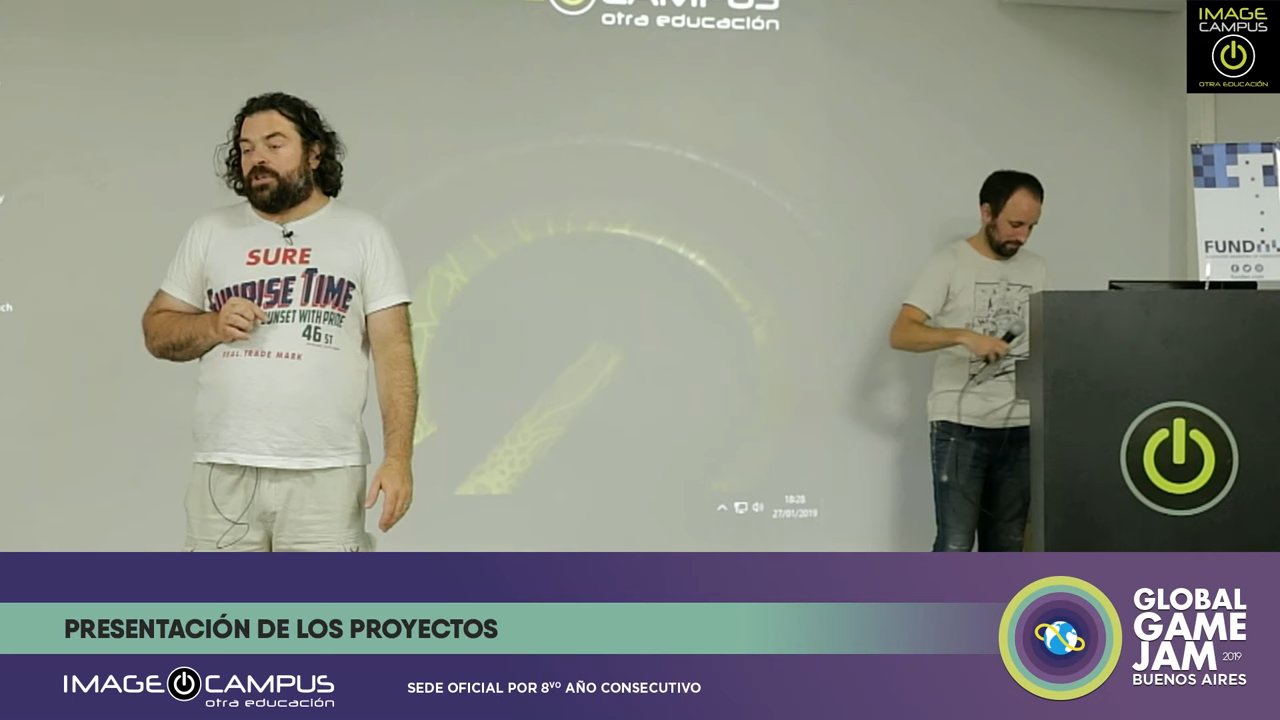 CAMPUS
otra educación
IMAGE
CAMPUS
OTRA EDUCACIÓN
SURE
SUNRISE TIME
SUNSET WITH PRIDE
46 ST
REAL TRADE MARK
18:28
27/01/2019
PRESENTACIÓN DE LOS PROYECTOS
IMAGE CAMPUS
otra educación
SEDE OFICIAL POR 8VO AÑO CONSECUTIVO
GLOBAL
GAME
JAM 2019
BUENOS AIRES